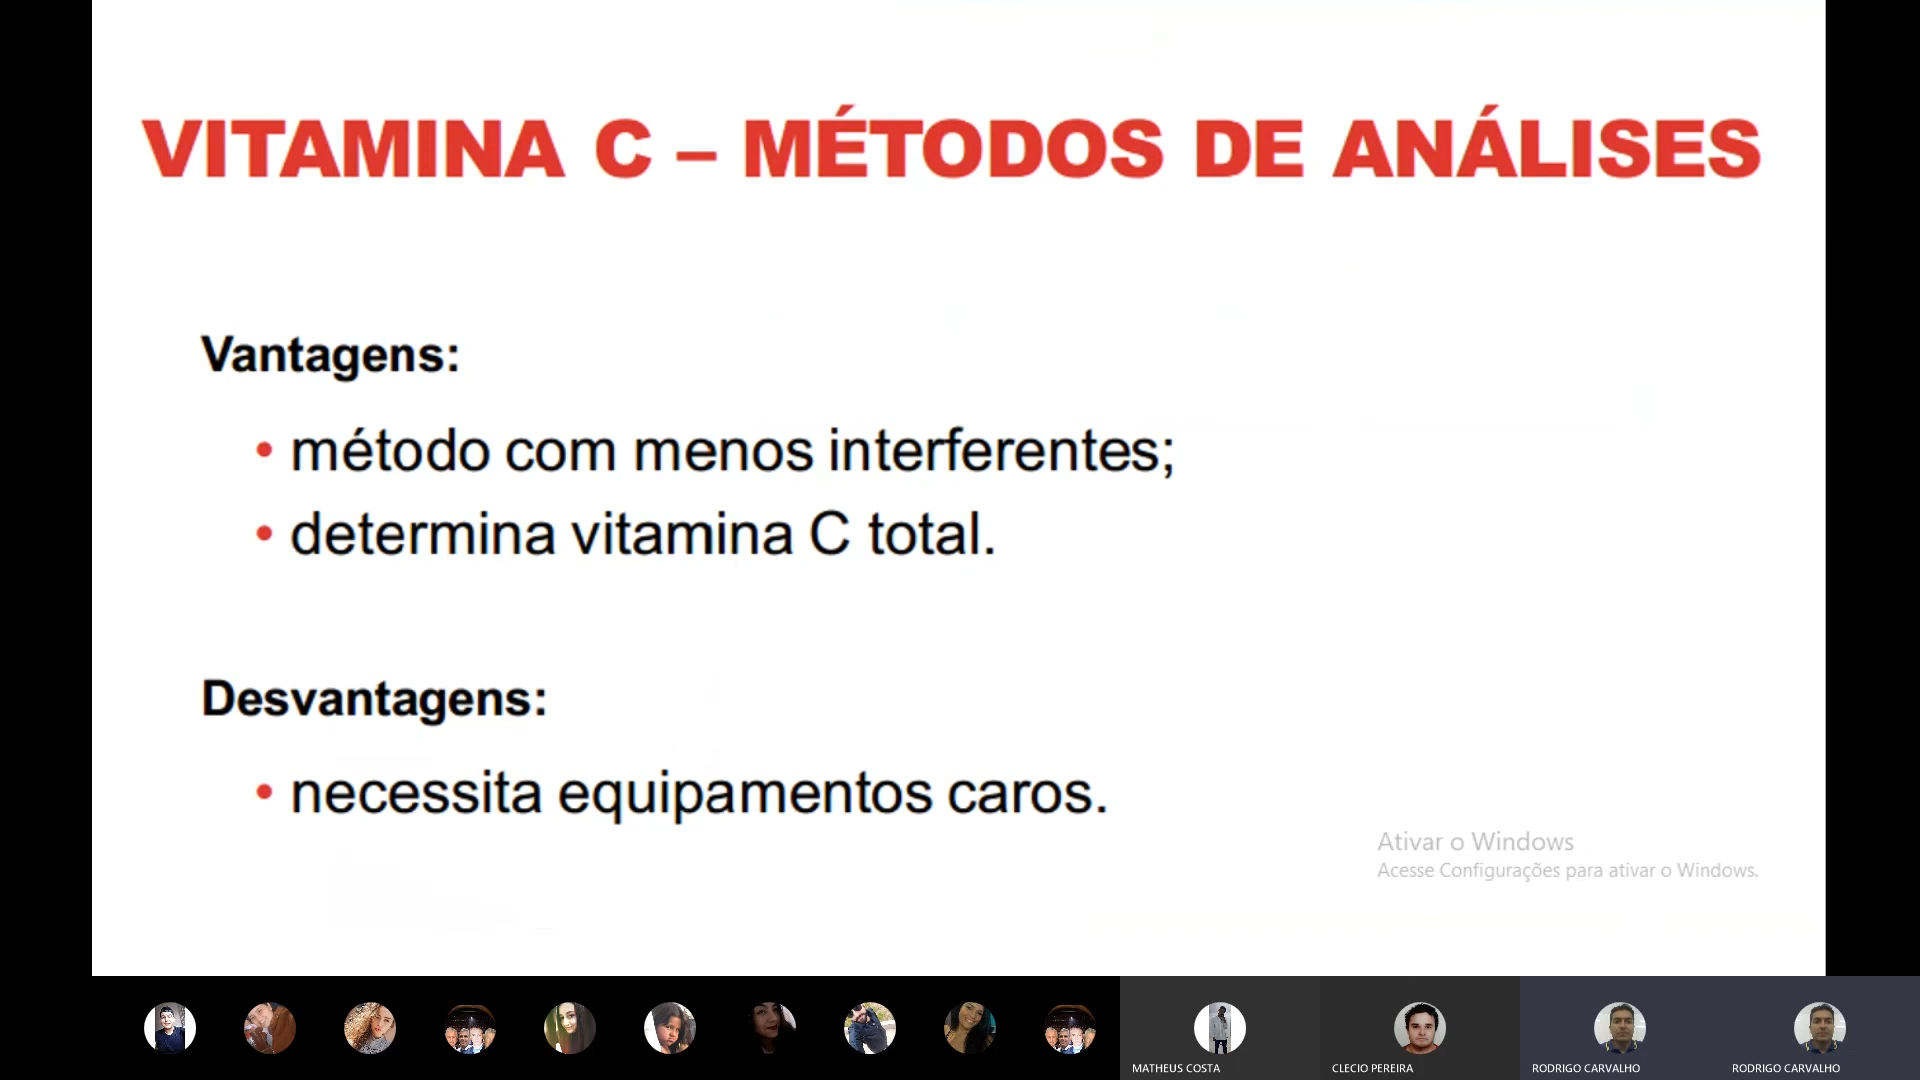 VITAMINA C – MÉTODOS DE ANÁLISES
Vantagens:
• método com menos interferentes;
• determina vitamina C total.
Desvantagens:
• necessita equipamentos caros.
Ativar o Windows
Acesse Configurações para ativar o Windows.
MATHEUS COSTA
CLECIO PEREIRA
RODRIGO CARVALHO
RODRIGO CARVALHO